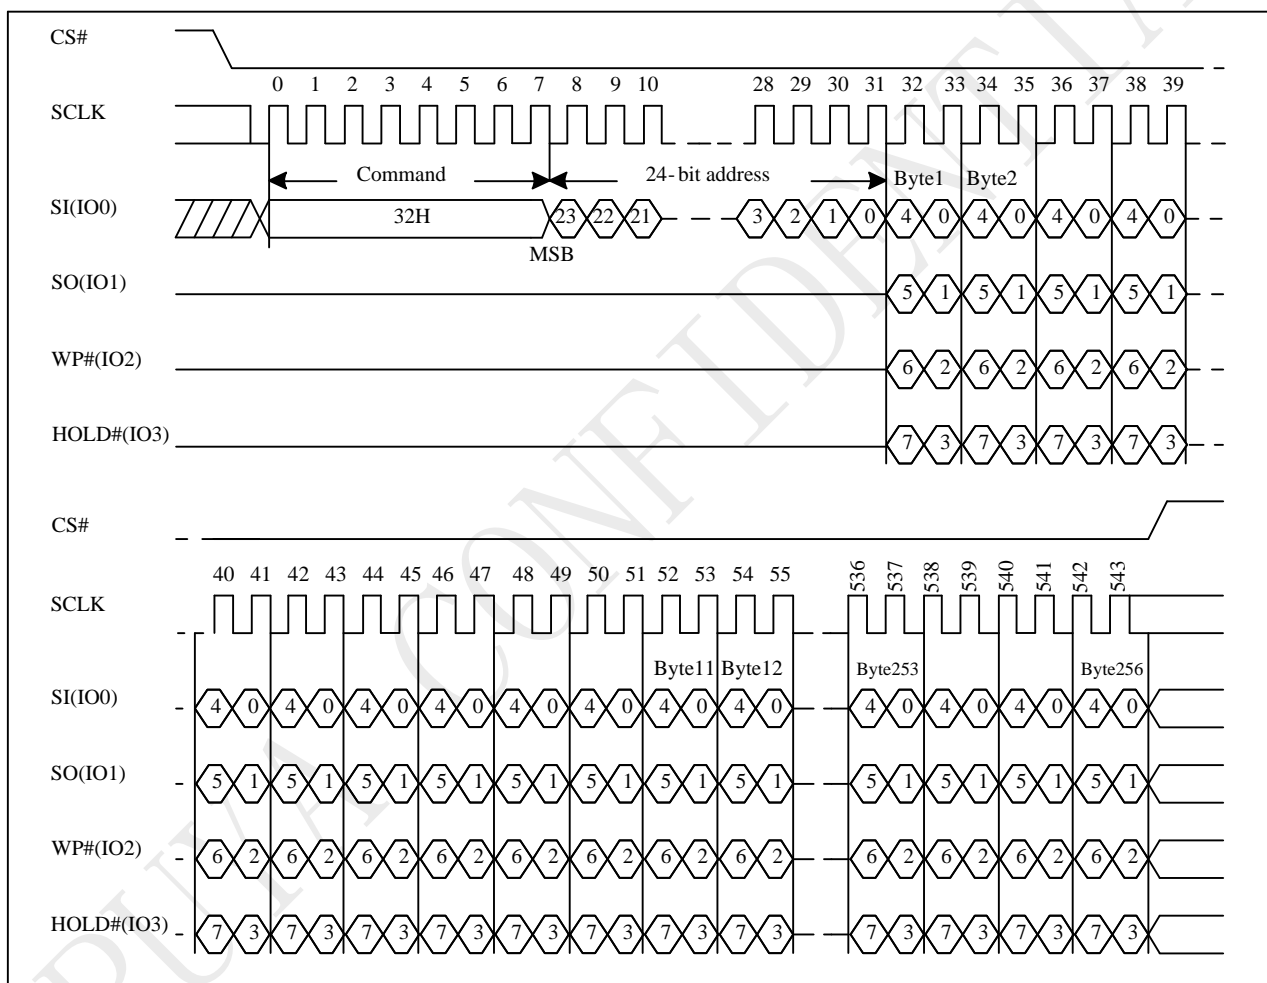 CS#
0 1 2 3 4 5 6 7 8 9 10 28 29 30 31 32 33 34 35 36 37 38 39
SCLK
Command 24-bit address Byte1 Byte2
SI(IO0) 32H 23 22 21 3 2 1 0 4 0 4 0 4 0 4 0
MSB
SO(IO1) 5 1 5 1 5 1 5 1
WP#(IO2) 6 2 6 2 6 2 6 2
HOLD#(IO3) 7 3 7 3 7 3 7 3
CS#
40 41 42 43 44 45 46 47 48 49 50 51 52 53 54 55 536 537 538 539 540 541 542 543
SCLK
Byte11 Byte12 Byte253 Byte256
SI(IO0) 4 0 4 0 4 0 4 0 4 0 4 0 4 0 4 0 4 0 4 0 4 0 4 0
SO(IO1) 5 1 5 1 5 1 5 1 5 1 5 1 5 1 5 1 5 1 5 1 5 1 5 1
WP#(IO2) 6 2 6 2 6 2 6 2 6 2 6 2 6 2 6 2 6 2 6 2 6 2 6 2
HOLD#(IO3) 7 3 7 3 7 3 7 3 7 3 7 3 7 3 7 3 7 3 7 3 7 3 7 3
PUYA CONFIDENTIA